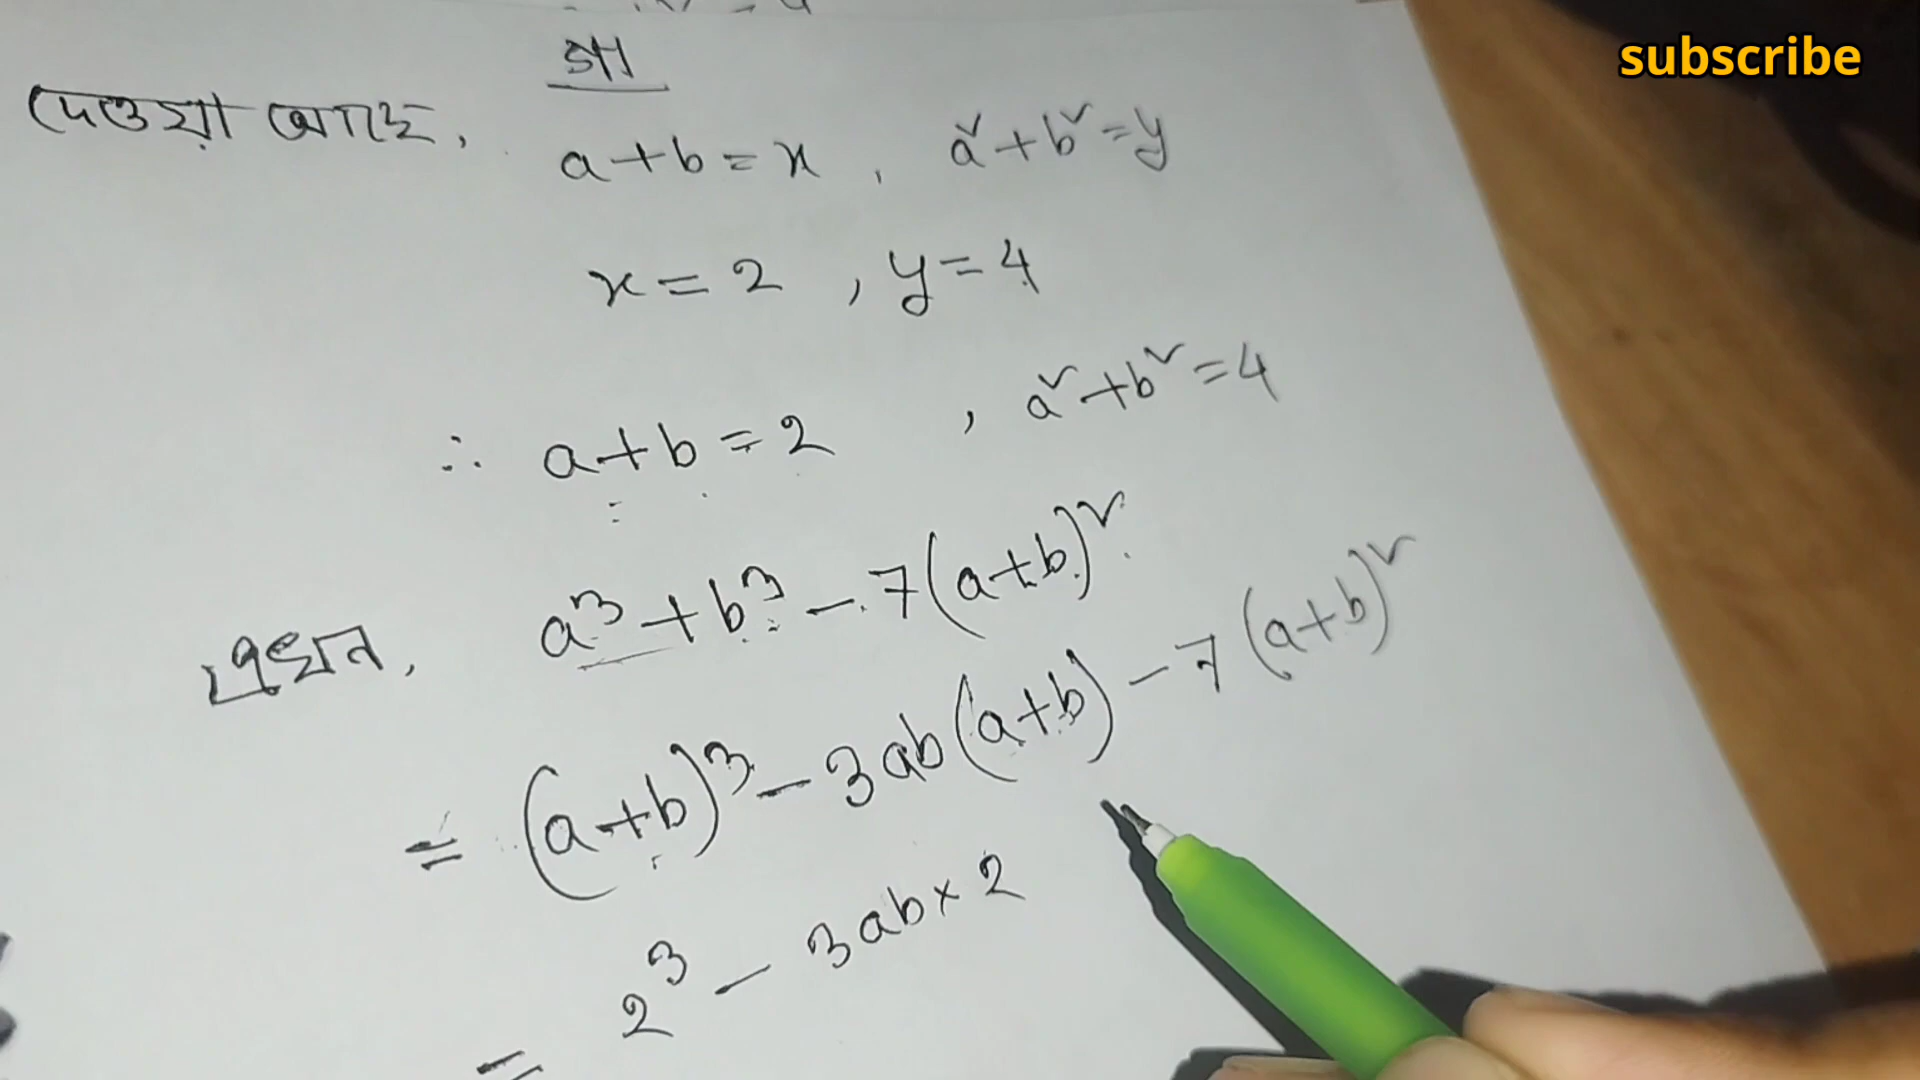 subscribe
গ।
দেওয়া আছে, a+b=x, a²+b²=y
x=2, y=4
∴ a+b=2, a²+b²=4
এখন, a³+b³-7(a+b)²
= (a+b)³-3ab(a+b)-7(a+b)²
= 2³-3ab×2